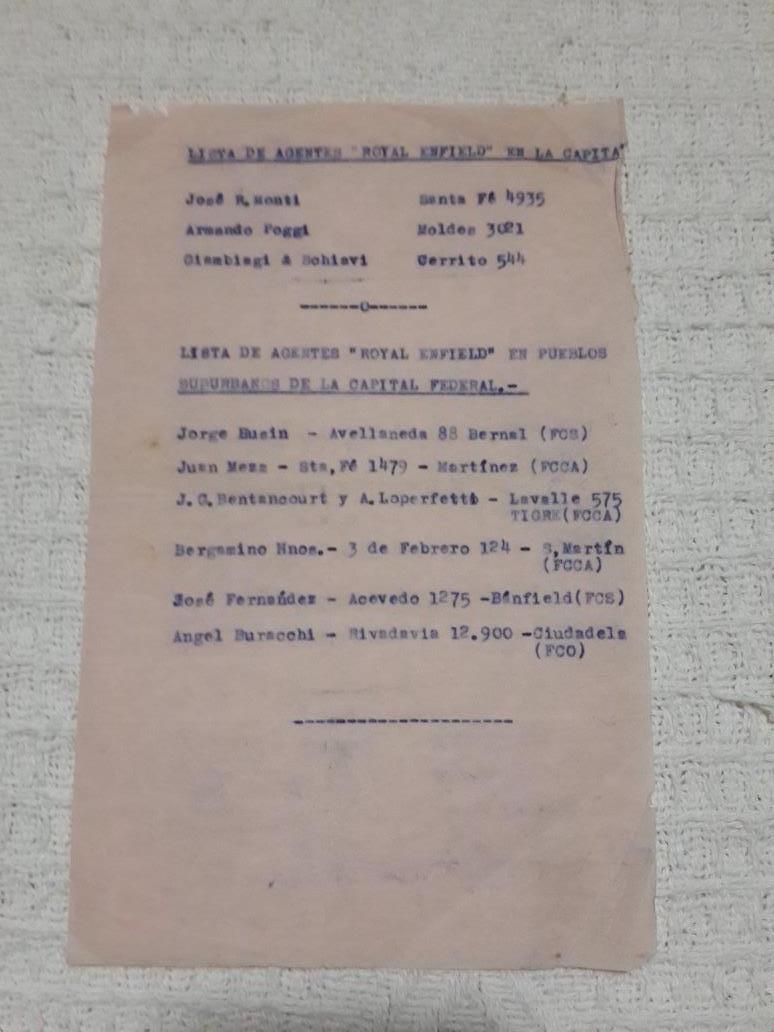 LISTA DE AGENTES "ROYAL ENFIELD" EN LA CAPITA
José R. Monti Santa Fé 4935
Armando Poggi Moldes 3021
Giambiagi & Schiavi Cerrito 544
------0------
LISTA DE AGENTES "ROYAL ENFIELD" EN PUEBLOS
SUPURBANOS DE LA CAPITAL FEDERAL.-
Jorge Busin - Avellaneda 88 Bernal (FCS)
Juan Meza - Sta, Fé 1479 - Martínez (FCCA)
J.C. Bentancourt y A. Loperfetto - Lavalle 575
TIGRE (FCCA)
Bergamino Hnos.- 3 de Febrero 124 - S, Martín
(FCCA)
José Fernańdez - Acevedo 1275 -Bánfield (FCS)
Angel Buracchi - Rivadavia 12.900 -Ciudadela
(FCO)
----------------------